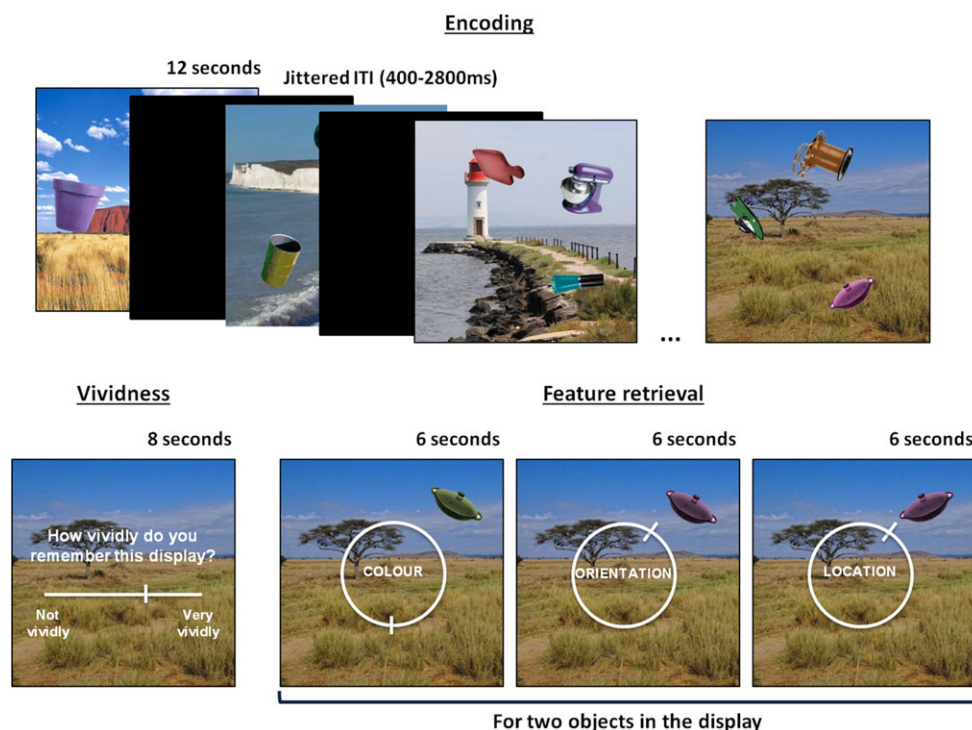 Encoding
12 seconds
Jittered ITI (400-2800ms)
...
Vividness
Feature retrieval
8 seconds
6 seconds
6 seconds
6 seconds
How vividly do you
remember this display?
Not
vividly
Very
vividly
COLOUR
ORIENTATION
LOCATION
For two objects in the display